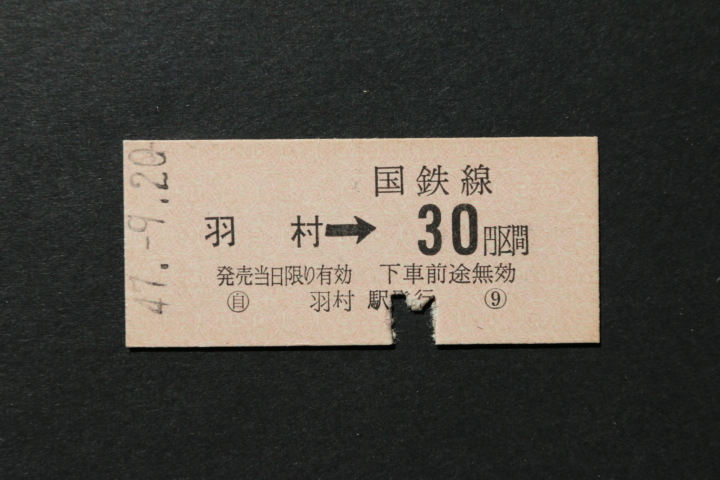 47.-9.20
国鉄線
羽村→30円区間
発売当日限り有効 下車前途無効
自 羽村駅発行 9